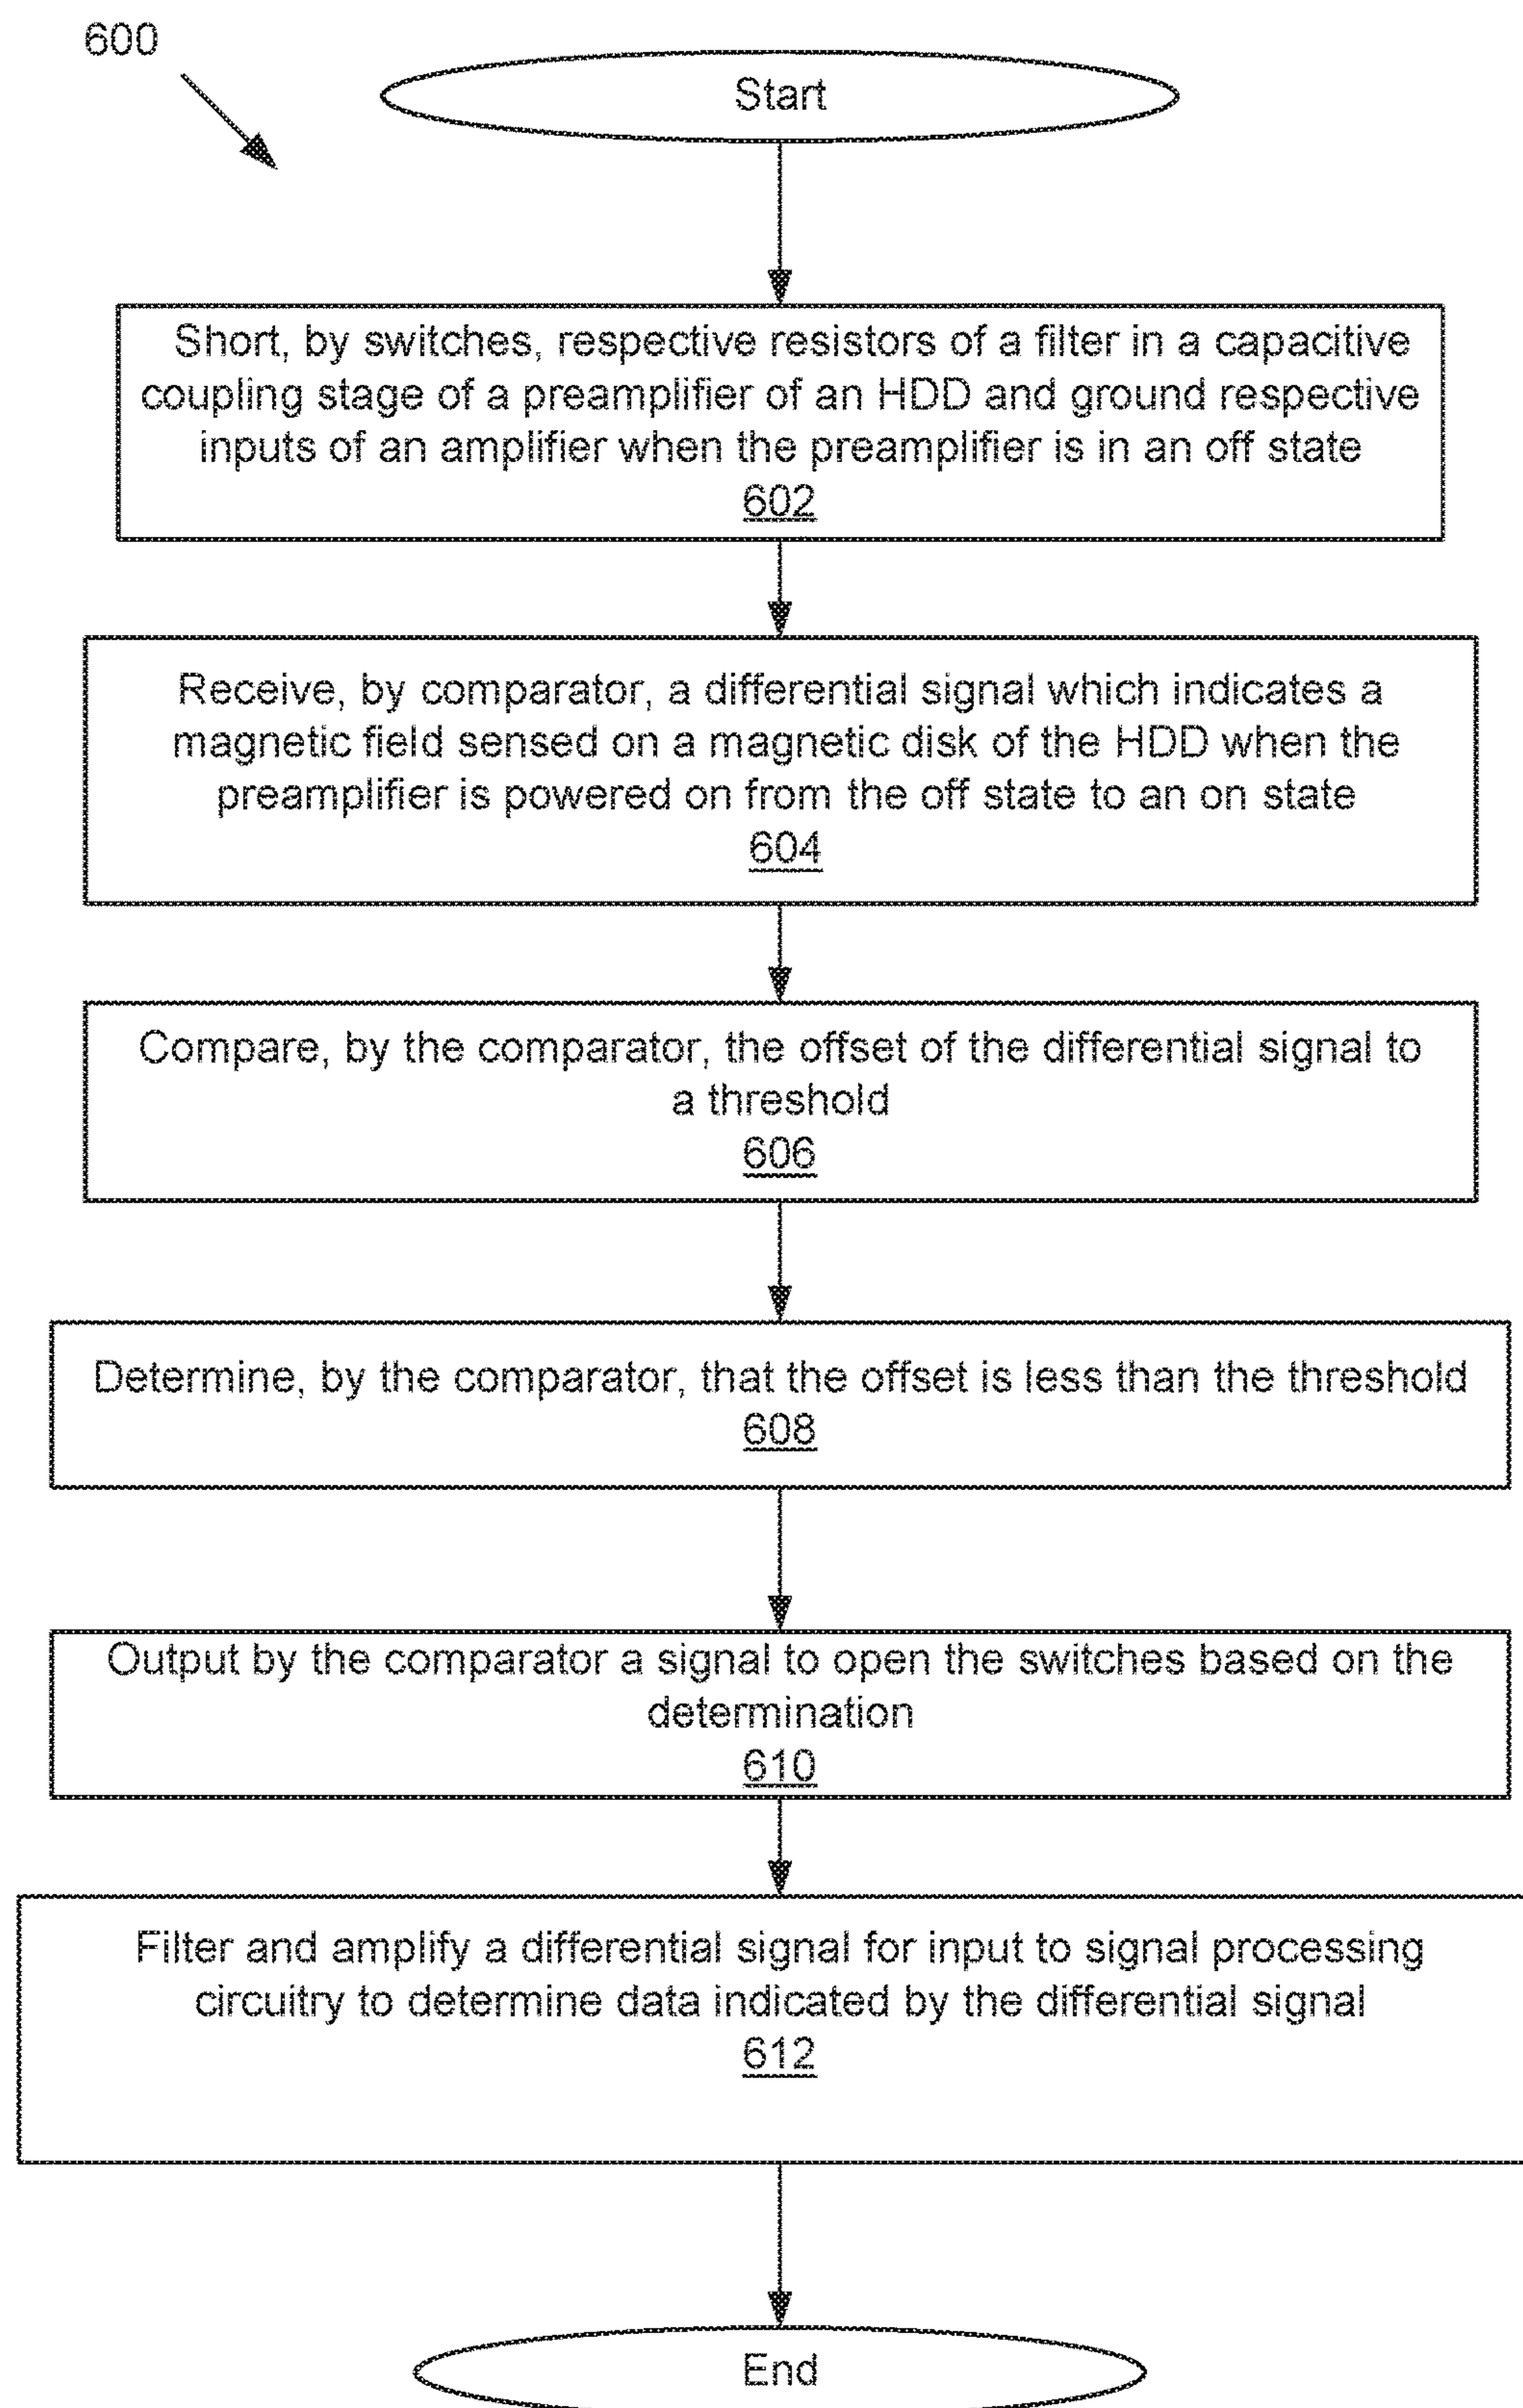 600
Start
Short, by switches, respective resistors of a filter in a capacitive
coupling stage of a preamplifier of an HDD and ground respective
inputs of an amplifier when the preamplifier is in an off state
602
Receive, by comparator, a differential signal which indicates a
magnetic field sensed on a magnetic disk of the HDD when the
preamplifier is powered on from the off state to an on state
604
Compare, by the comparator, the offset of the differential signal to
a threshold
606
Determine, by the comparator, that the offset is less than the threshold
608
Output by the comparator a signal to open the switches based on the
determination
610
Filter and amplify a differential signal for input to signal processing
circuitry to determine data indicated by the differential signal
612
End